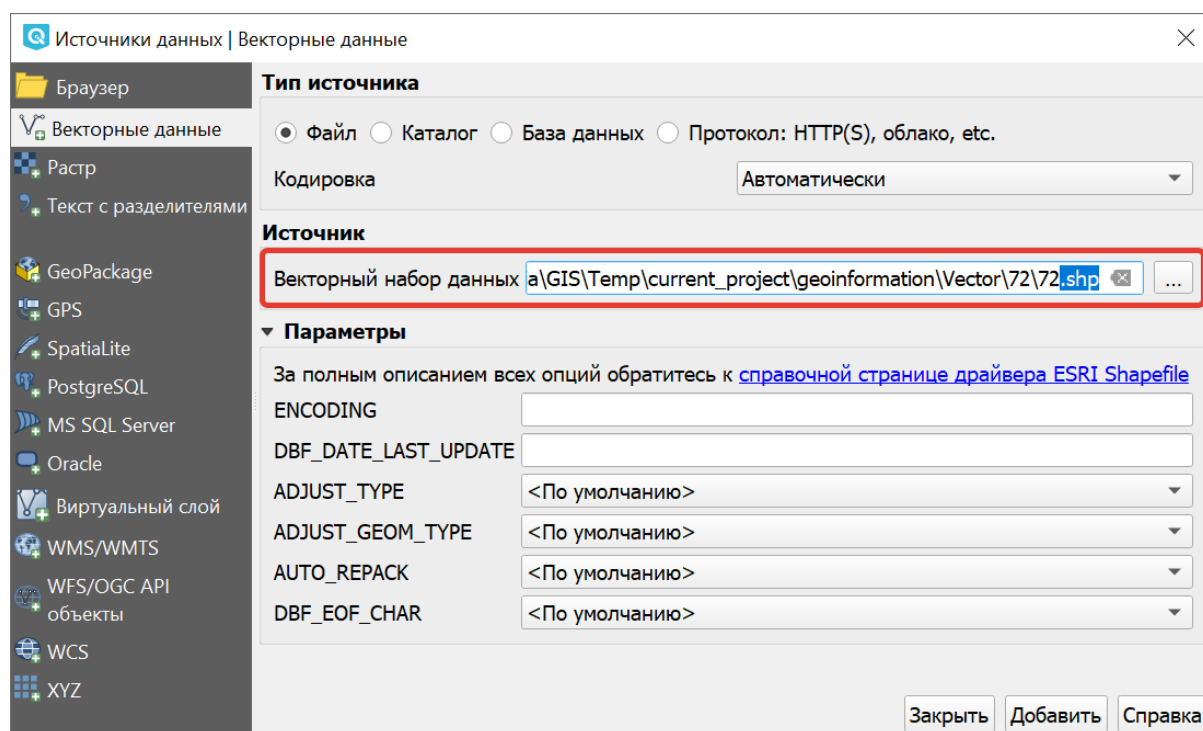 Источники данных | Векторные данные
Браузер
Векторные данные
Растр
Текст с разделителями
GeoPackage
GPS
SpatiaLite
PostgreSQL
MS SQL Server
Oracle
Виртуальный слой
WMS/WMTS
WFS/OGC API
объекты
WCS
XYZ
Тип источника
Файл Каталог База данных Протокол: HTTP(S), облако, etc.
Кодировка Автоматически
Источник
Векторный набор данных a\GIS\Temp\current_project\geoinformation\Vector\72\72.shp ...
Параметры
За полным описанием всех опций обратитесь к справочной странице драйвера ESRI Shapefile
ENCODING
DBF_DATE_LAST_UPDATE
ADJUST_TYPE <По умолчанию>
ADJUST_GEOM_TYPE <По умолчанию>
AUTO_REPACK <По умолчанию>
DBF_EOF_CHAR <По умолчанию>
Закрыть Добавить Справка